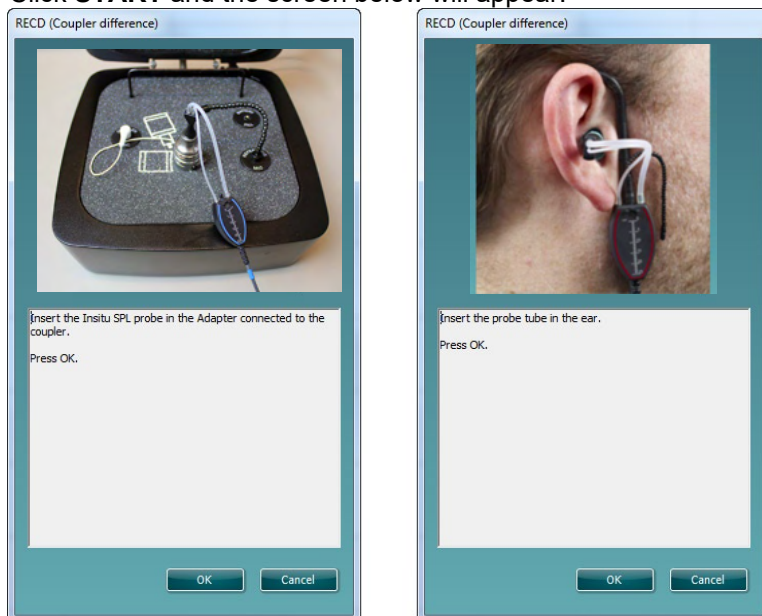 Click START and the screen below will appear:
RECD (Coupler difference)
Insert the Insitu SPL probe in the Adapter connected to the
coupler.
Press OK.
OK Cancel
RECD (Coupler difference)
Insert the probe tube in the ear.
Press OK.
OK Cancel